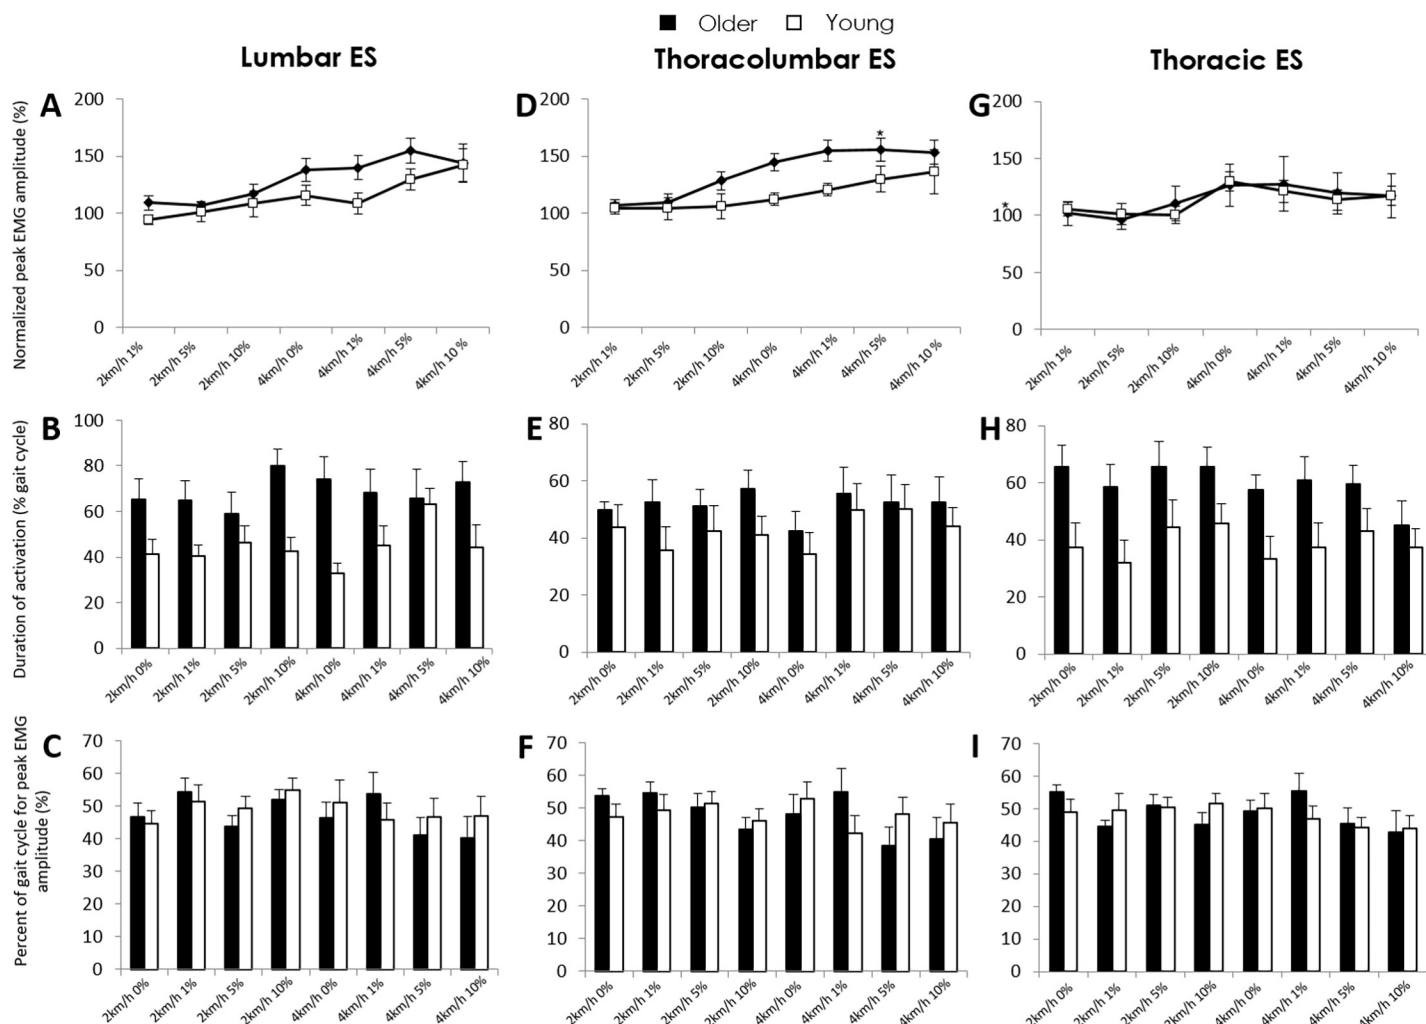 Older Young
Lumbar ES
Thoracolumbar ES
Thoracic ES
Normalized peak EMG amplitude (%)
A
200
150
100
50
0
2km/h 1%
2km/h 5%
2km/h 10%
4km/h 0%
4km/h 1%
4km/h 5%
4km/h 10 %
D
200
150
100
50
0
*
2km/h 1%
2km/h 5%
2km/h 10%
4km/h 0%
4km/h 1%
4km/h 5%
4km/h 10 %
G
200
150
100
50
0
*
2km/h 1%
2km/h 5%
2km/h 10%
4km/h 0%
4km/h 1%
4km/h 5%
4km/h 10 %
Duration of activation (% gait cycle)
B
100
80
60
40
20
0
2km/h 0%
2km/h 1%
2km/h 5%
2km/h 10%
4km/h 0%
4km/h 1%
4km/h 5%
4km/h 10%
E
80
60
40
20
0
2km/h 0%
2km/h 1%
2km/h 5%
2km/h 10%
4km/h 0%
4km/h 1%
4km/h 5%
4km/h 10%
H
80
60
40
20
0
2km/h 0%
2km/h 1%
2km/h 5%
2km/h 10%
4km/h 0%
4km/h 1%
4km/h 5%
4km/h 10%
Percent of gait cycle for peak EMG
amplitude (%)
C
70
60
50
40
30
20
10
0
2km/h 0%
2km/h 1%
2km/h 5%
2km/h 10%
4km/h 0%
4km/h 1%
4km/h 5%
4km/h 10%
F
70
60
50
40
30
20
10
0
2km/h 0%
2km/h 1%
2km/h 5%
2km/h 10%
4km/h 0%
4km/h 1%
4km/h 5%
4km/h 10%
I
70
60
50
40
30
20
10
0
2km/h 0%
2km/h 1%
2km/h 5%
2km/h 10%
4km/h 0%
4km/h 1%
4km/h 5%
4km/h 10%